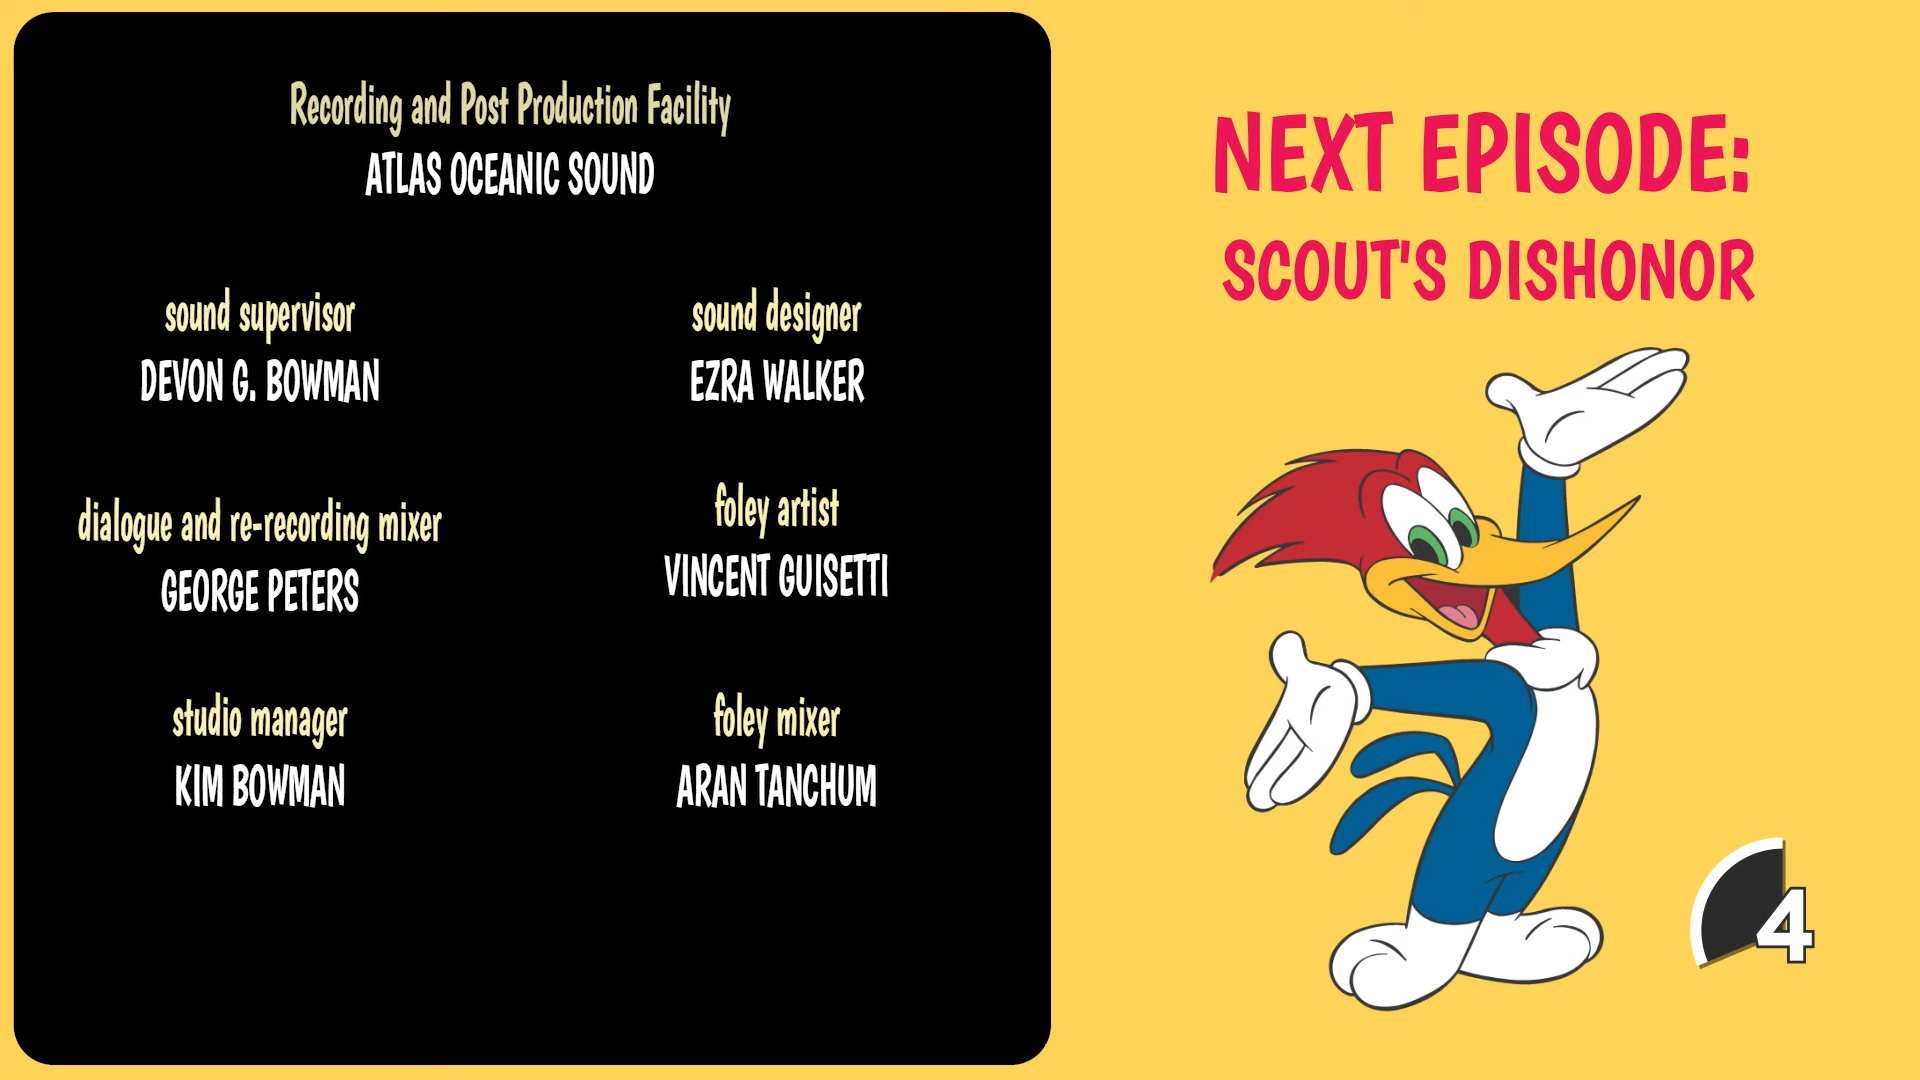 Recording and Post Production Facility
ATLAS OCEANIC SOUND
sound supervisor
DEVON G. BOWMAN
sound designer
EZRA WALKER
dialogue and re-recording mixer
GEORGE PETERS
foley artist
VINCENT GUISETTI
studio manager
KIM BOWMAN
foley mixer
ARAN TANCHUM
NEXT EPISODE:
SCOUT'S DISHONOR
4